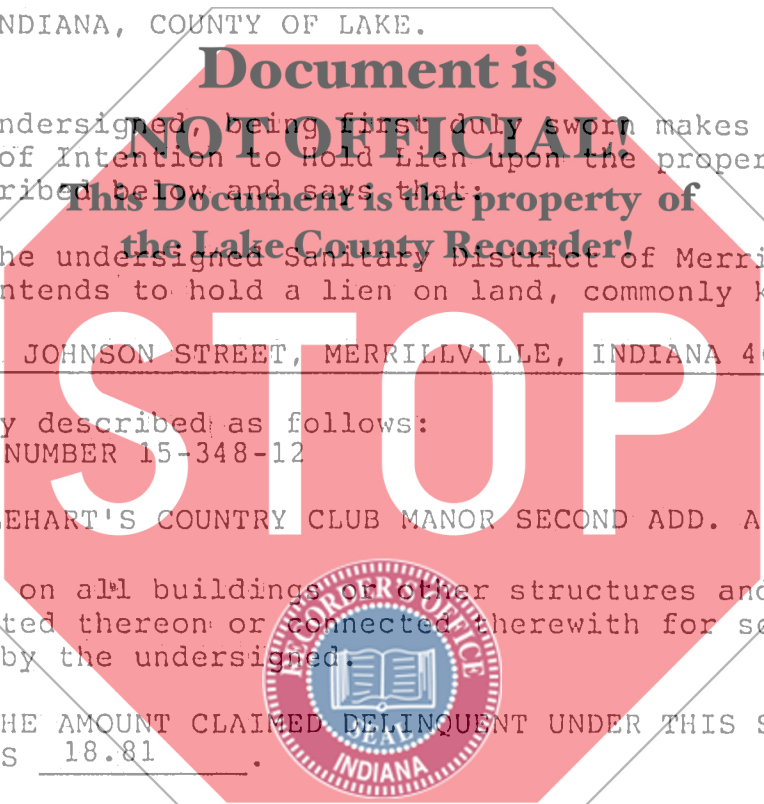 NDIANA, COUNTY OF LAKE.
Document is
ndersigned, being first duly sworn makes
NOT OFFICIAL!
of Intention to Hold Lien upon the proper
ribed below and says that:
This Document is the property of
the Lake County Recorder!
he undersigned Sanitary District of Merri
ntends to hold a lien on land, commonly k
STOP
JOHNSON STREET, MERRILLVILLE, INDIANA 4
y described as follows:
NUMBER 15-348-12
EHART'S COUNTRY CLUB MANOR SECOND ADD. A
on all buildings or other structures and
ted thereon or connected therewith for se
by the undersigned.
RECORDER'S OFFICE
SEAL
INDIANA
HE AMOUNT CLAIMED DELINQUENT UNDER THIS S
S 18.81 .